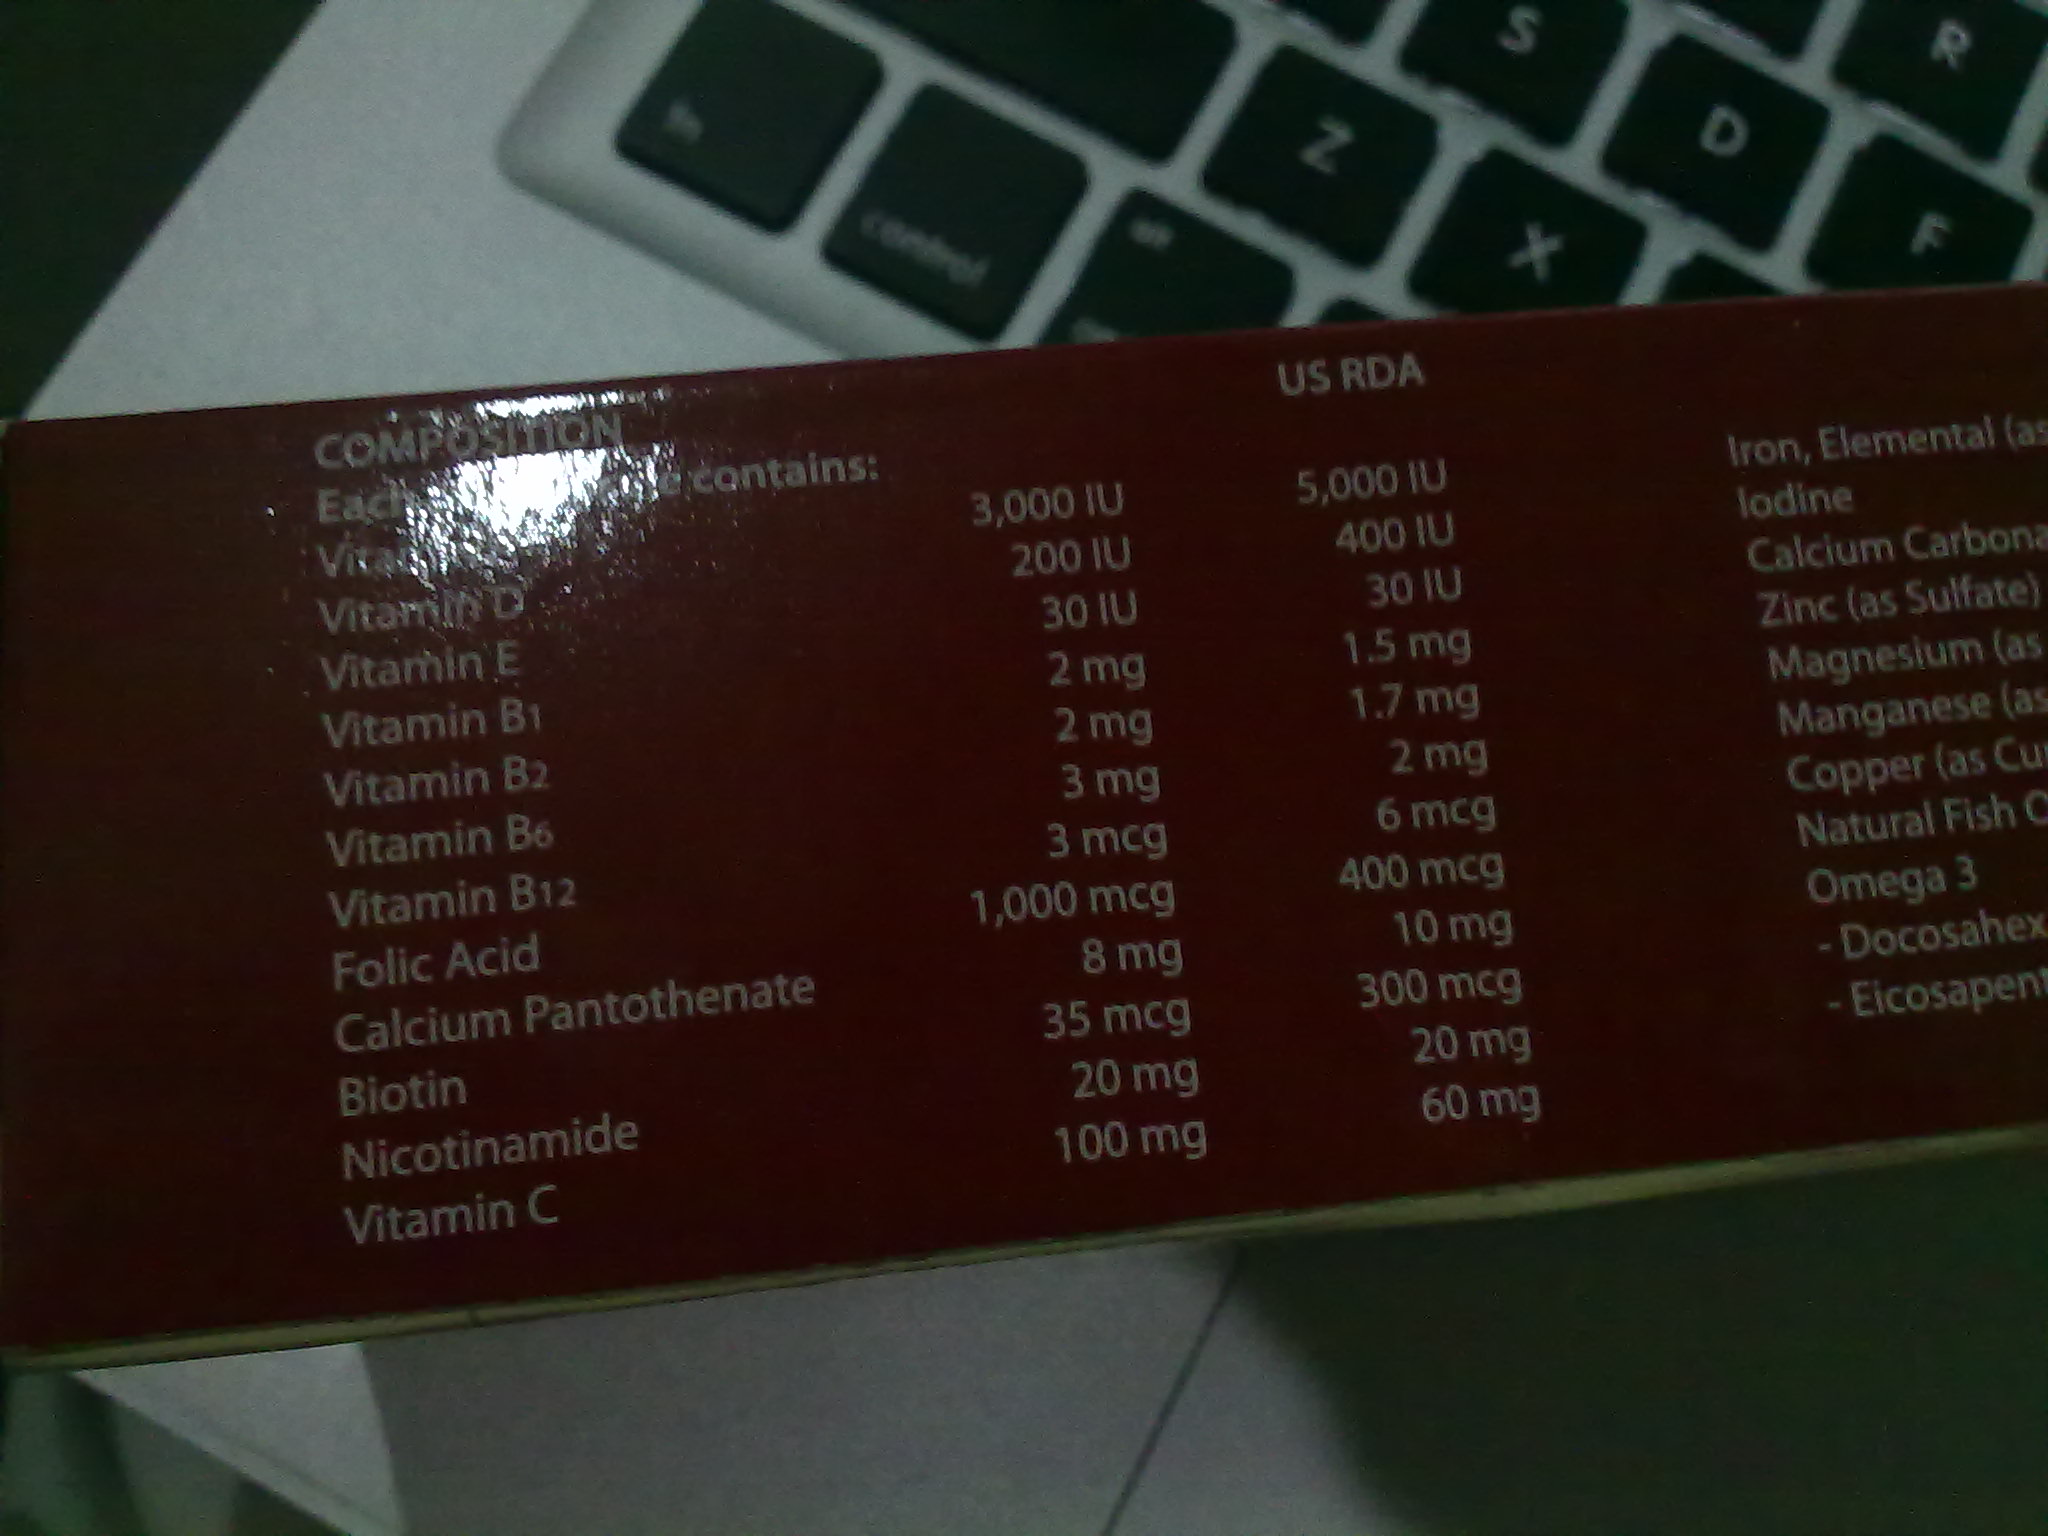 S
R
Z
D
fn
control
alt
X
F
US RDA
COMPOSITION
Each contains:
3,000 IU 5,000 IU
Vitamin D 200 IU 400 IU
Vitamin E 30 IU 30 IU
Vitamin B1 2 mg 1.5 mg
Vitamin B2 2 mg 1.7 mg
Vitamin B6 3 mg 2 mg
Vitamin B12 3 mcg 6 mcg
Folic Acid 1,000 mcg 400 mcg
Calcium Pantothenate 8 mg 10 mg
Biotin 35 mcg 300 mcg
Nicotinamide 20 mg 20 mg
Vitamin C 100 mg 60 mg
Iron, Elemental (as
Iodine
Calcium Carbona
Zinc (as Sulfate)
Magnesium (as
Manganese (as
Copper (as Cu
Natural Fish O
Omega 3
- Docosahex
- Eicosapent